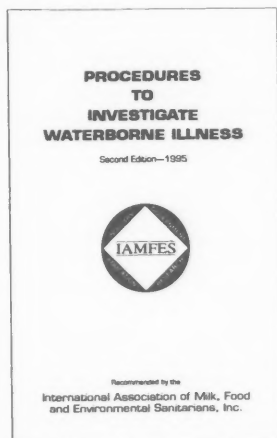 PROCEDURES
TO
INVESTIGATE
WATERBORNE ILLNESS
Second Edition—1995
IAMFES
Recommended by the
International Association of Milk, Food
and Environmental Sanitarians, Inc.